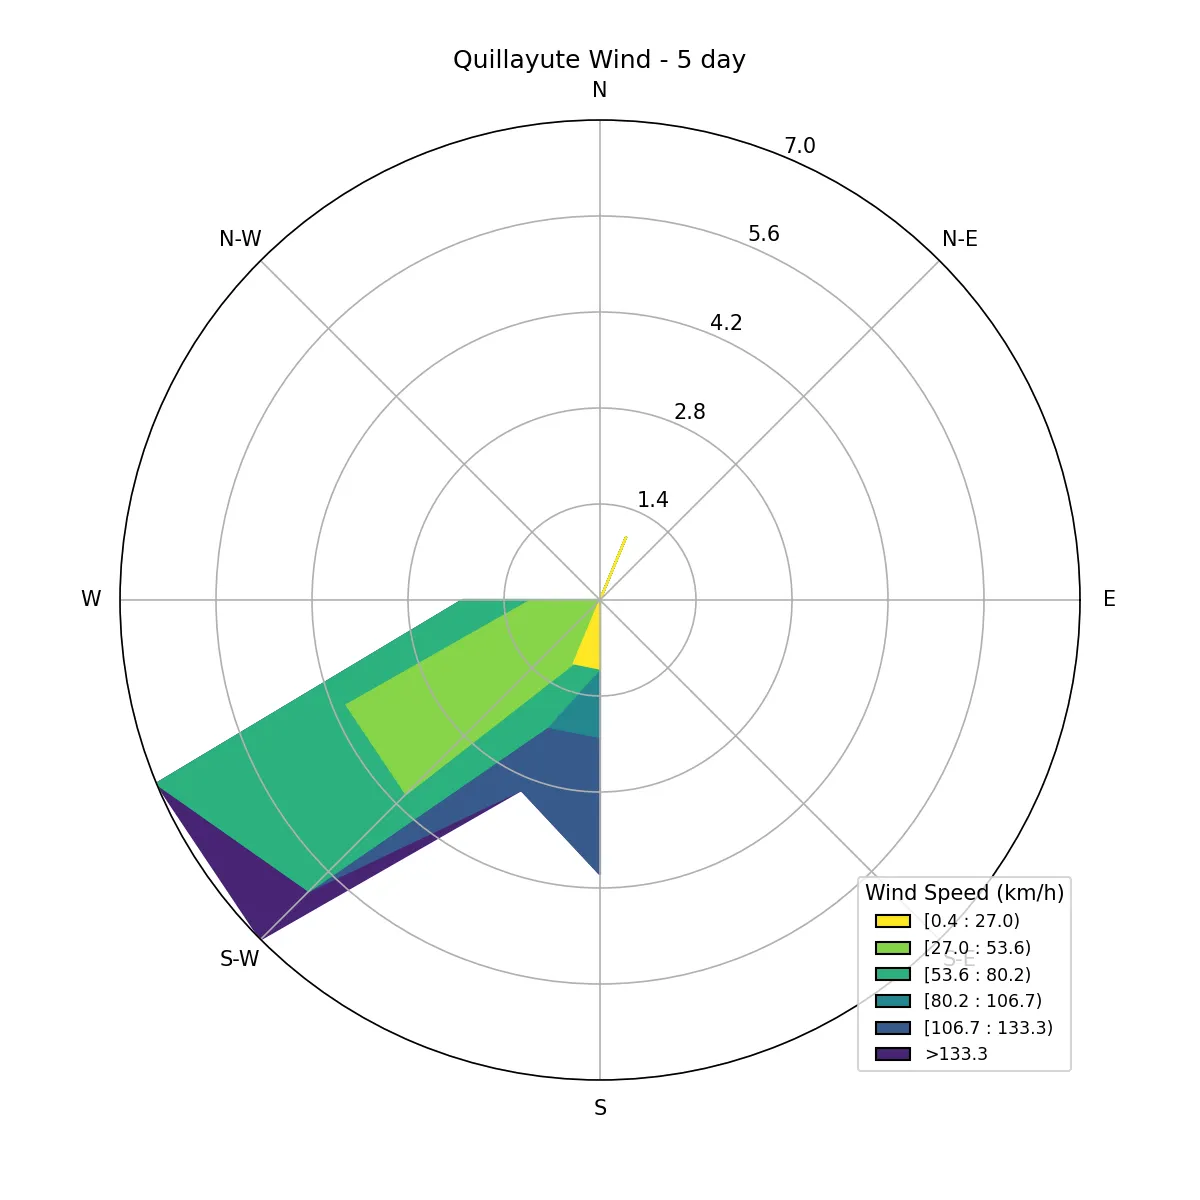 Quillayute Wind - 5 day
N
7.0
N-W
5.6
N-E
4.2
2.8
1.4
W
E
Wind Speed (km/h)
[0.4 : 27.0)
[27.0 : 53.6)
S-W
S-E
[53.6 : 80.2)
[80.2 : 106.7)
[106.7 : 133.3)
>133.3
S